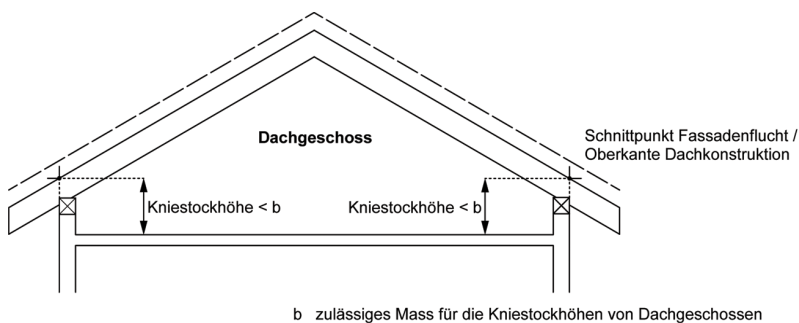 Dachgeschoss
Schnittpunkt Fassadenflucht /
Oberkante Dachkonstruktion
Kniestockhöhe < b
Kniestockhöhe < b
b zulässiges Mass für die Kniestockhöhen von Dachgeschossen